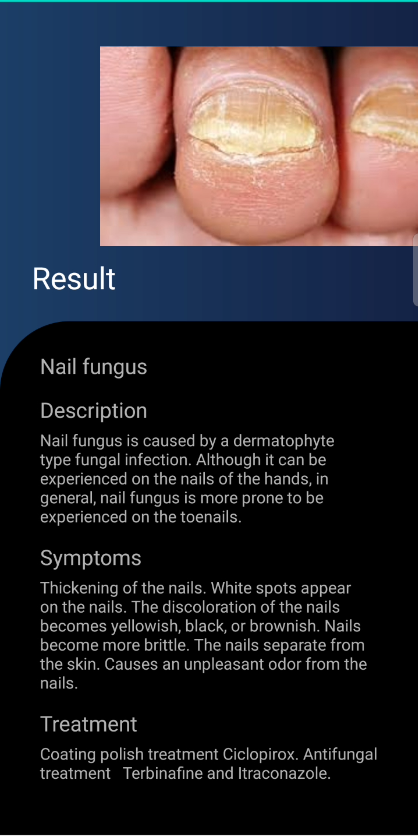 Result
Nail fungus
Description
Nail fungus is caused by a dermatophyte
type fungal infection. Although it can be
experienced on the nails of the hands, in
general, nail fungus is more prone to be
experienced on the toenails.
Symptoms
Thickening of the nails. White spots appear
on the nails. The discoloration of the nails
becomes yellowish, black, or brownish. Nails
become more brittle. The nails separate from
the skin. Causes an unpleasant odor from the
nails.
Treatment
Coating polish treatment Ciclopirox. Antifungal
treatment   Terbinafine and Itraconazole.